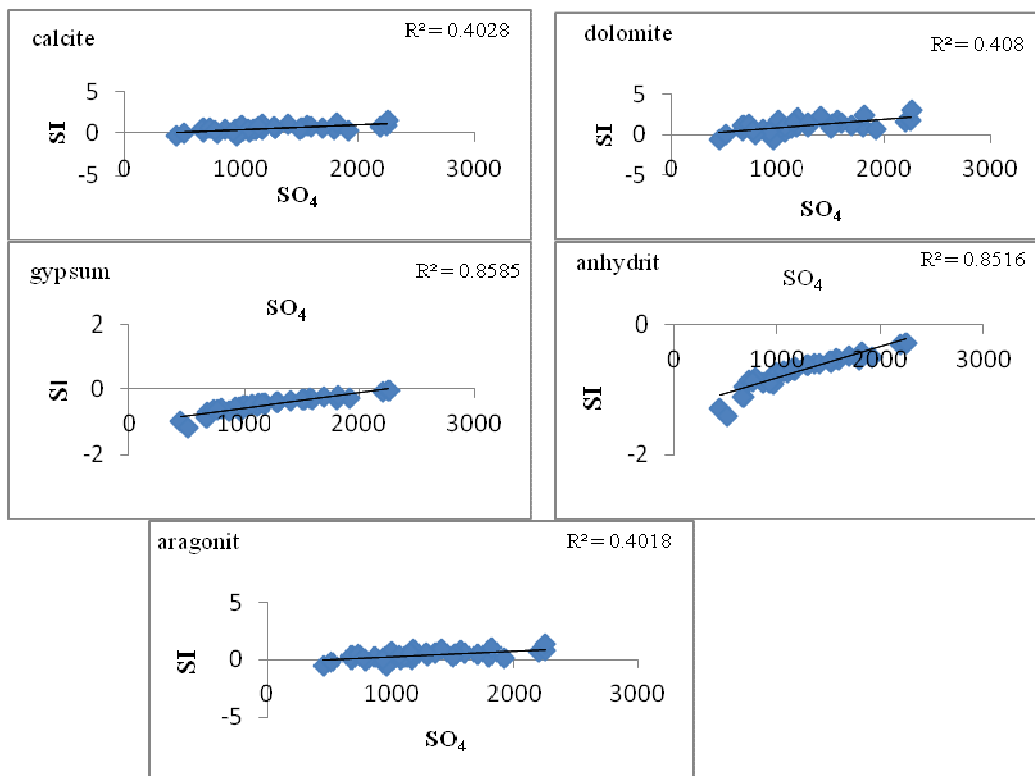 calcite
R² = 0.4028
5
0
-5
SI
0
1000
2000
3000
SO₄
dolomite
R² = 0.408
5
0
-5
SI
0
1000
2000
3000
SO₄
gypsum
R² = 0.8585
SO₄
2
0
-2
SI
0
1000
2000
3000
anhydrit
R² = 0.8516
SO₄
0
-2
SI
0
1000
2000
3000
aragonit
R² = 0.4018
5
0
-5
SI
0
1000
2000
3000
SO₄